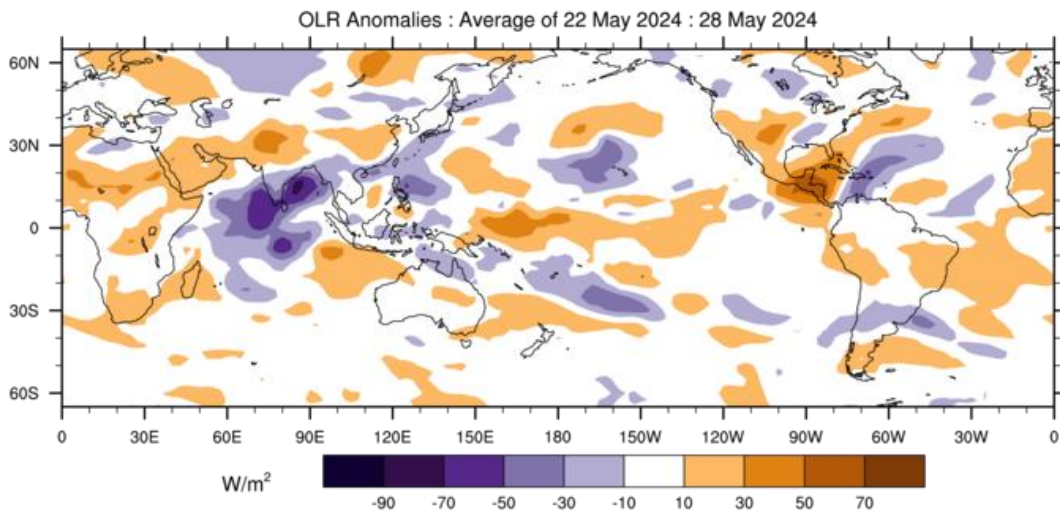 OLR Anomalies : Average of 22 May 2024 : 28 May 2024
60N
30N
0
30S
60S
0 30E 60E 90E 120E 150E 180 150W 120W 90W 60W 30W 0
W/m²
-90 -70 -50 -30 -10 10 30 50 70